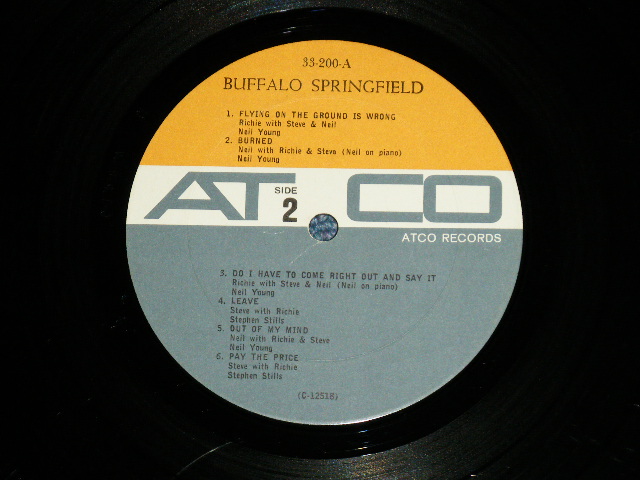 33-200-A
BUFFALO SPRINGFIELD
1. FLYING ON THE GROUND IS WRONG
Richie with Steve & Neil
Neil Young
2. BURNED
Neil with Richie & Steve (Neil on piano)
Neil Young
ATCO
SIDE
2
ATCO RECORDS
3. DO I HAVE TO COME RIGHT OUT AND SAY IT
Richie with Steve & Neil (Neil on piano)
Neil Young
4. LEAVE
Steve with Richie
Stephen Stills
5. OUT OF MY MIND
Neil with Richie & Steve
Neil Young
6. PAY THE PRICE
Steve with Richie
Stephen Stills
(C-12518)